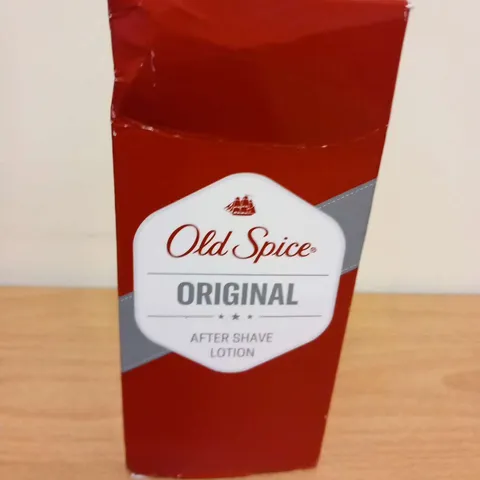 Old Spice®
ORIGINAL
AFTER SHAVE
LOTION